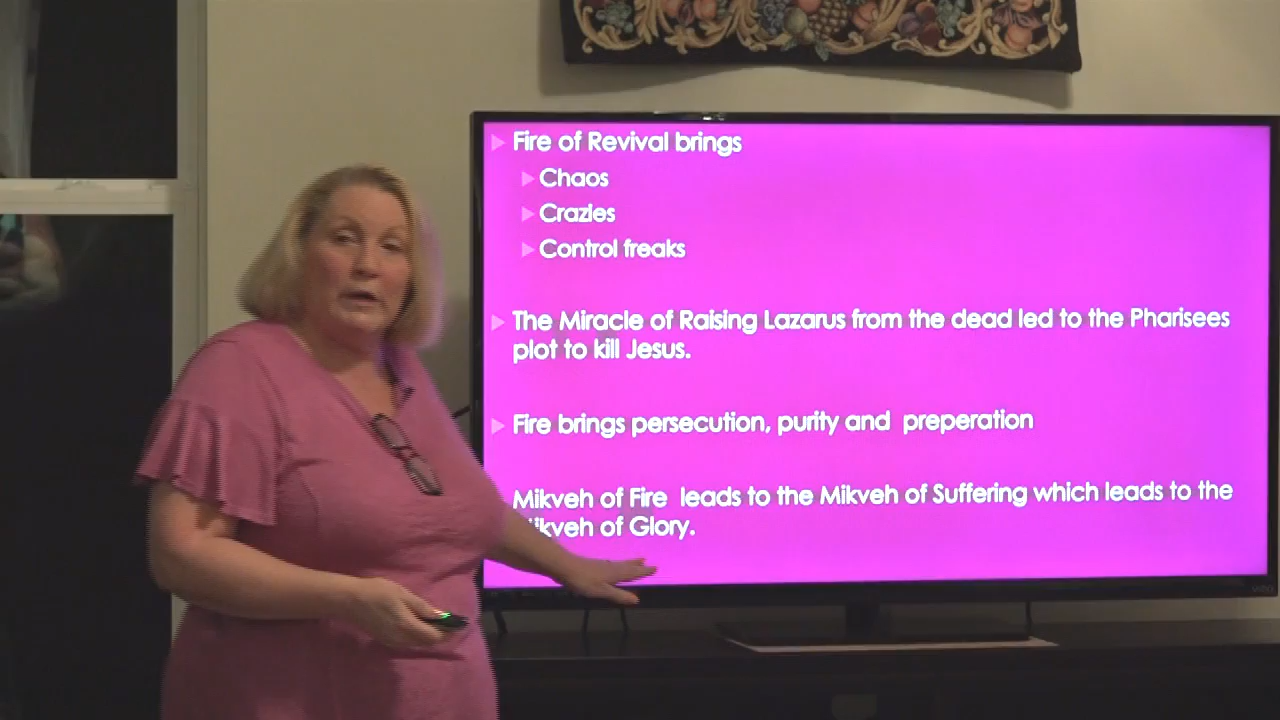 Fire of Revival brings
Chaos
Crazies
Control freaks
The Miracle of Raising Lazarus from the dead led to the Pharisees
plot to kill Jesus.
Fire brings persecution, purity and preperation
Mikveh of Fire leads to the Mikveh of Suffering which leads to the
Mikveh of Glory.
VIZIO